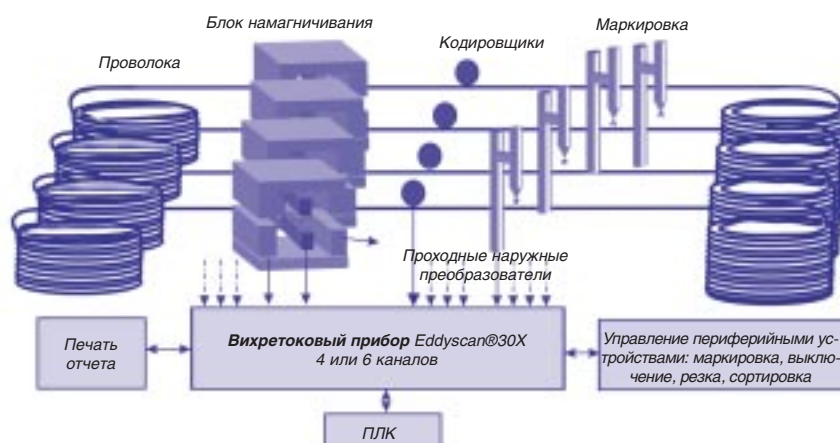 Блок намагничивания
Кодировщики
Маркировка
Проволока
Проходные наружные
преобразователи
Печать
отчета
Вихретоковый прибор Eddyscan®30X
4 или 6 каналов
Управление периферийными ус-
тройствами: маркировка, выклю-
чение, резка, сортировка
ПЛК